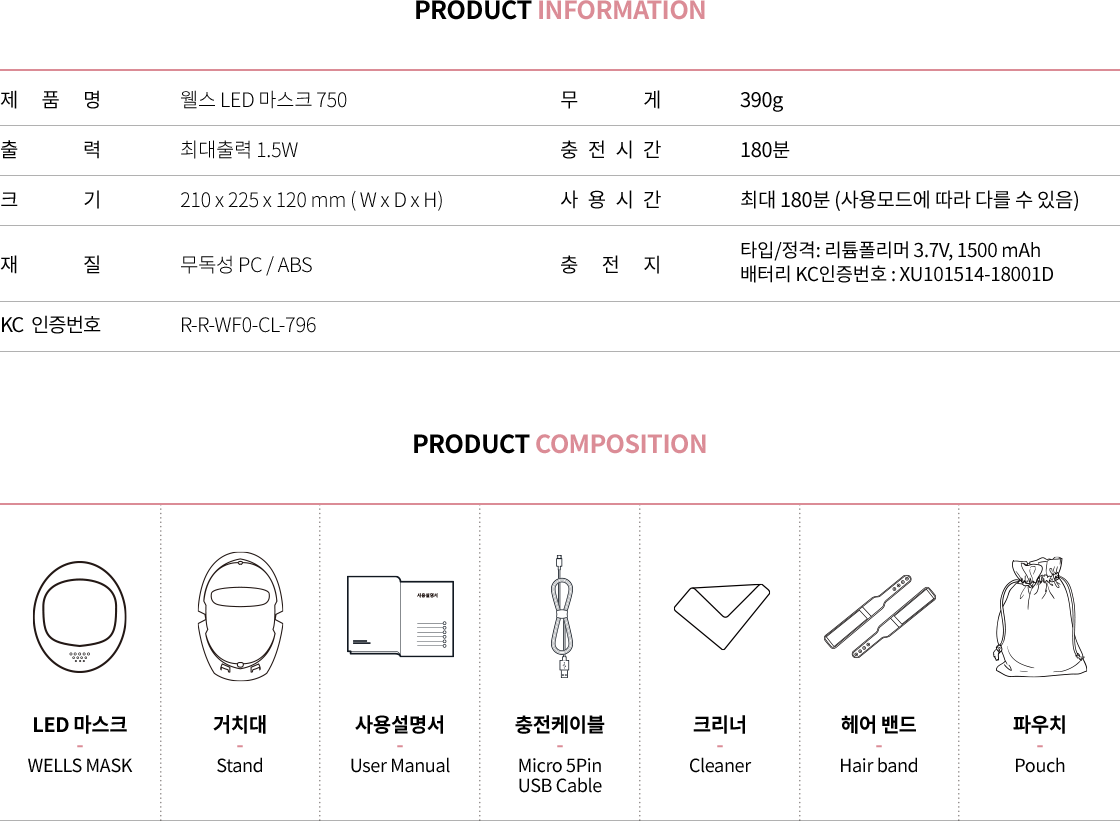 PRODUCT INFORMATION
제 품 명 웰스 LED 마스크 750 무 게 390g
출 력 최대출력 1.5W 충 전 시 간 180분
크 기 210 x 225 x 120 mm ( W x D x H) 사 용 시 간 최대 180분 (사용모드에 따라 다를 수 있음)
재 질 무독성 PC / ABS 충 전 지 타입/정격: 리튬폴리머 3.7V, 1500 mAh
배터리 KC인증번호 : XU101514-18001D
KC 인증번호 R-R-WF0-CL-796
PRODUCT COMPOSITION
사용설명서
LED 마스크 거치대 사용설명서 충전케이블 크리너 헤어 밴드 파우치
WELLS MASK Stand User Manual Micro 5Pin Cleaner Hair band Pouch
USB Cable